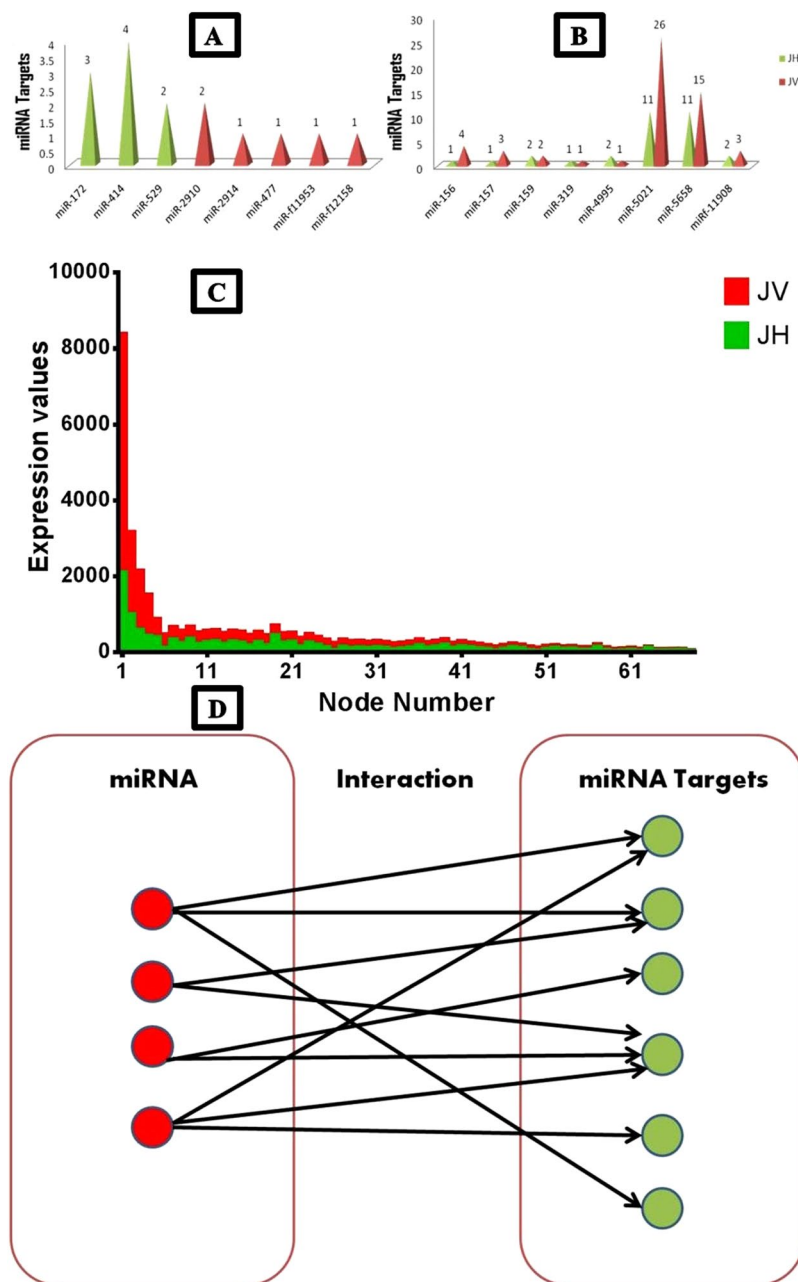 A
miRNA Targets
4
3.5
3
2.5
2
1.5
1
0.5
0
3
4
2
2
1
1
1
1
miR-172
miR-414
miR-529
miR-2910
miR-2914
miR-477
miR-f11953
miR-f12158
B
miRNA Targets
30
25
20
15
10
5
0
1
4
1
3
2
2
1
1
2
1
11
26
11
15
2
3
miR-156
miR-157
miR-159
miR-319
miR-4995
miR-5021
miR-5658
miRf-11908
JH
JV
C
Expression values
10000
8000
6000
4000
2000
0
1
11
21
31
41
51
61
Node Number
JV
JH
D
miRNA
Interaction
miRNA Targets